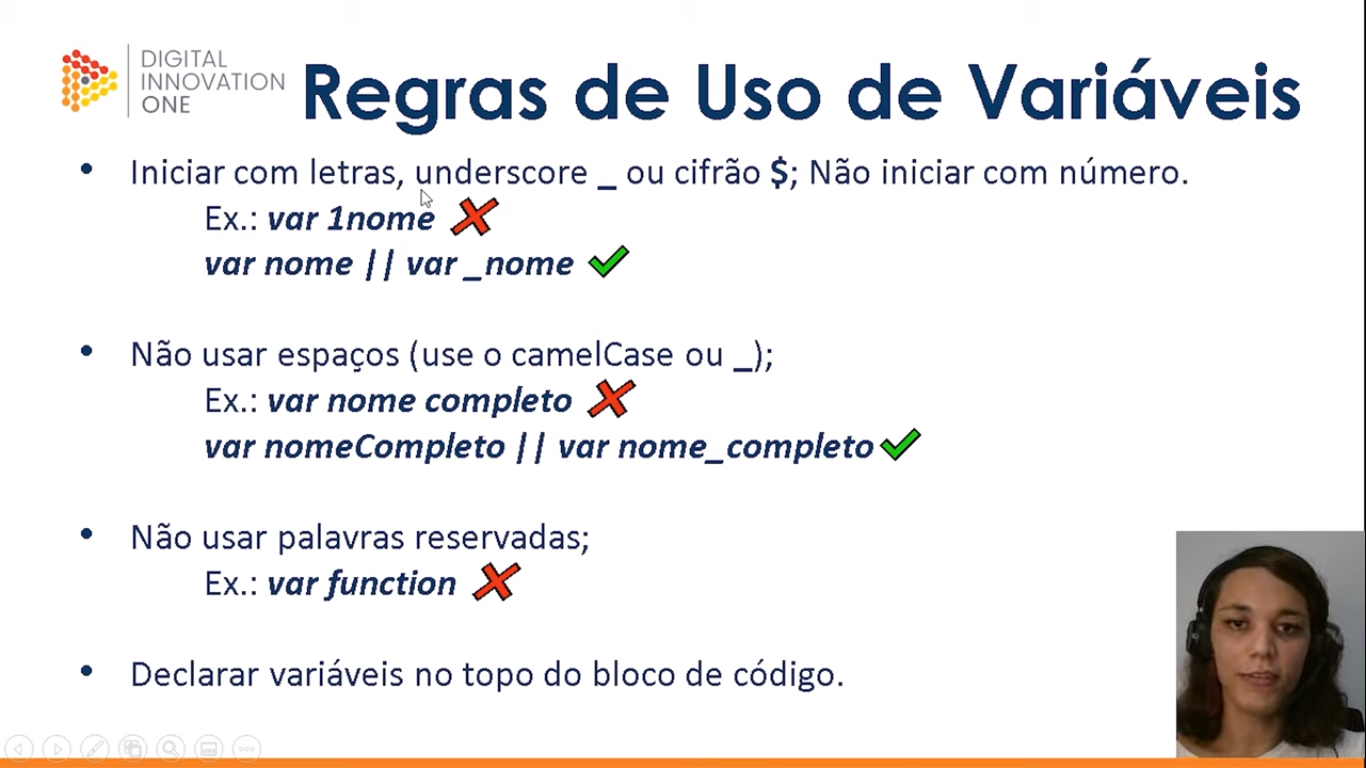 DIGITAL
INNOVATION
ONE
Regras de Uso de Variáveis
• Iniciar com letras, underscore _ ou cifrão $; Não iniciar com número.
Ex.: var 1nome
var nome || var _nome
• Não usar espaços (use o camelCase ou _);
Ex.: var nome completo
var nomeCompleto || var nome_completo
• Não usar palavras reservadas;
Ex.: var function
• Declarar variáveis no topo do bloco de código.